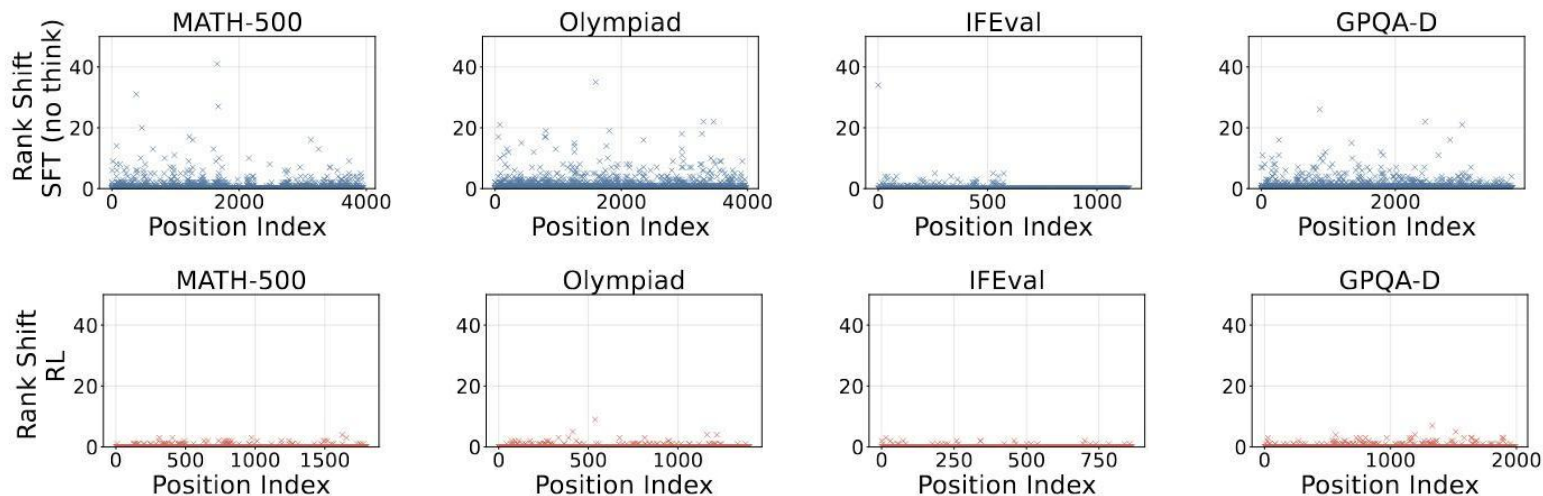 MATH-500
Olympiad
IFEval
GPQA-D
Rank Shift
SFT (no think)
40
20
0
0 2000 4000
Position Index
40
20
0
0 2000 4000
Position Index
40
20
0
0 500 1000
Position Index
40
20
0
0 2000
Position Index
MATH-500
Olympiad
IFEval
GPQA-D
Rank Shift
RL
40
20
0
0 500 1000 1500
Position Index
40
20
0
0 500 1000
Position Index
40
20
0
0 250 500 750
Position Index
40
20
0
0 1000 2000
Position Index